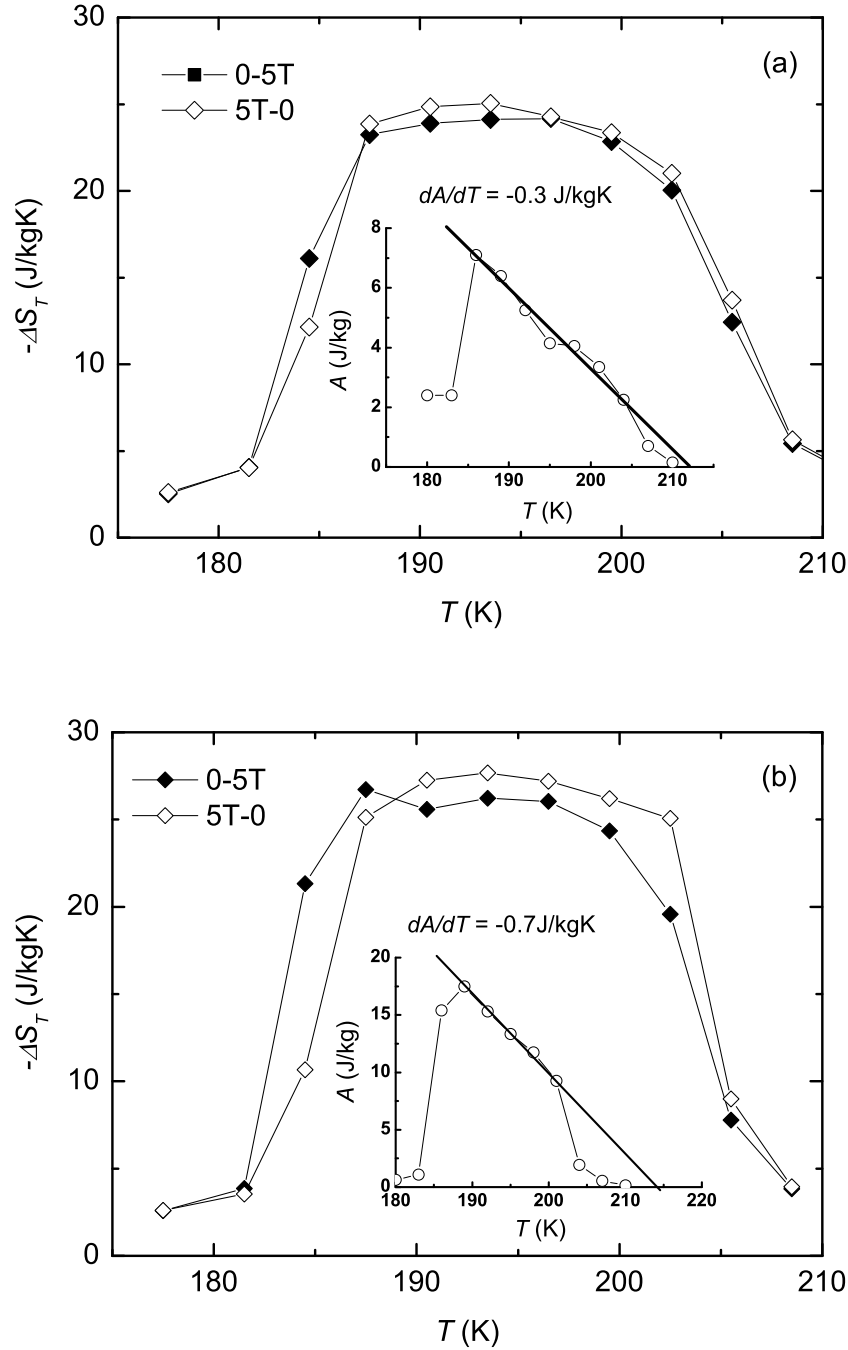 30
(a)
0-5T
5T-0
20
dA/dT = -0.3 J/kgK
8
6
4
2
0
A (J/kg)
180 190 200 210
T (K)
10
0
-ΔS_T (J/kgK)
180 190 200 210
T (K)
30
(b)
0-5T
5T-0
20
dA/dT = -0.7J/kgK
20
15
10
5
0
A (J/kg)
180 190 200 210 220
T (K)
10
0
-ΔS_T (J/kgK)
180 190 200 210
T (K)